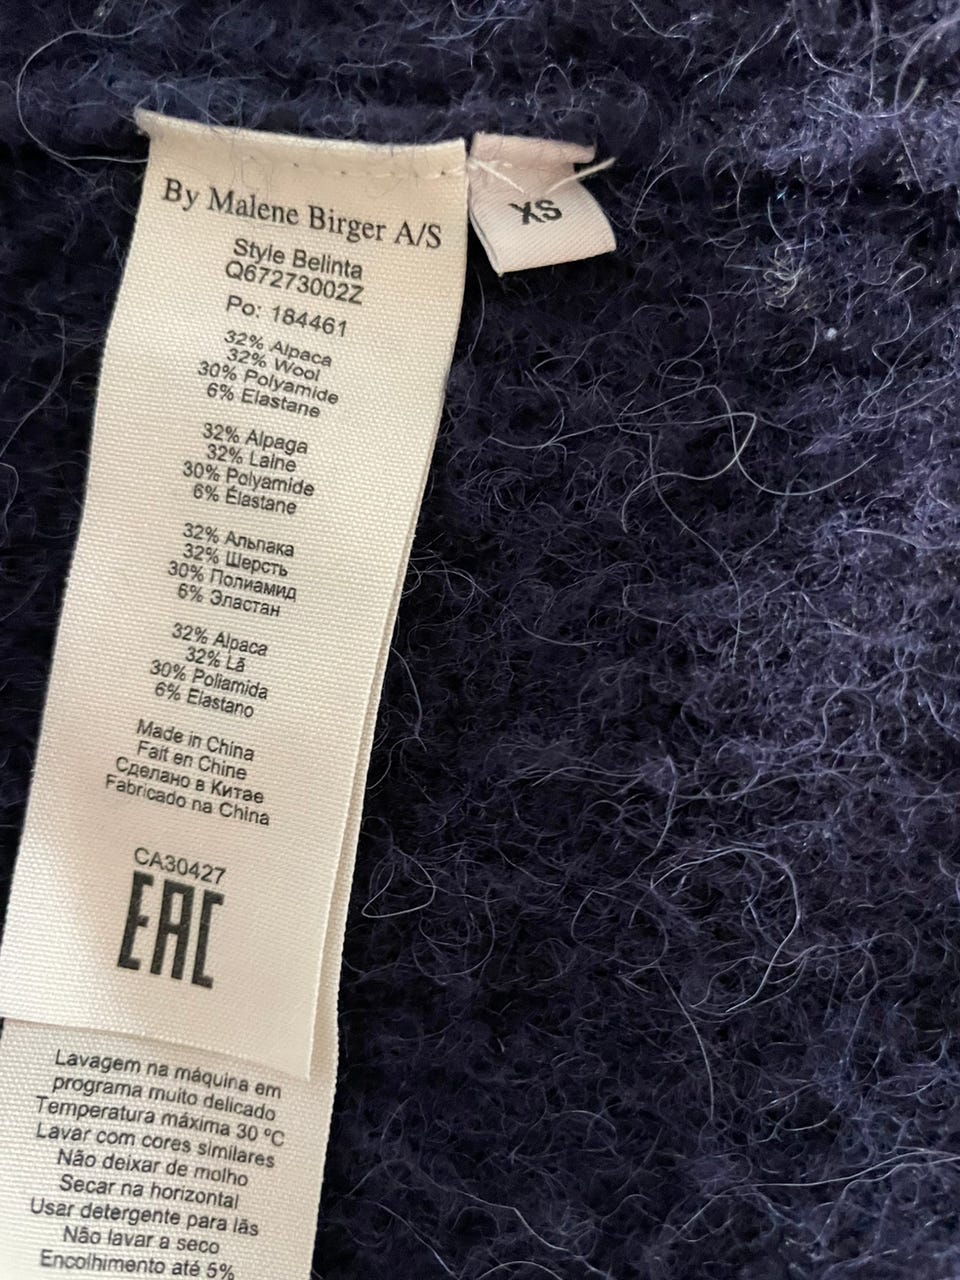 By Malene Birger A/S
XS
Style Belinta
Q67273002Z
Po: 184461
32% Alpaca
32% Wool
30% Polyamide
6% Elastane
32% Alpaga
32% Laine
30% Polyamide
6% Élastane
32% Альпака
32% Шерсть
30% Полиамид
6% Эластан
32% Alpaca
32% Lã
30% Poliamida
6% Elastano
Made in China
Fait en Chine
Сделано в Китае
Fabricado na China
CA30427
EAC
Lavagem na máquina em
programa muito delicado
Temperatura máxima 30 ºC
Lavar com cores similares
Não deixar de molho
Secar na horizontal
Usar detergente para lãs
Não lavar a seco
Encolhimento até 5%